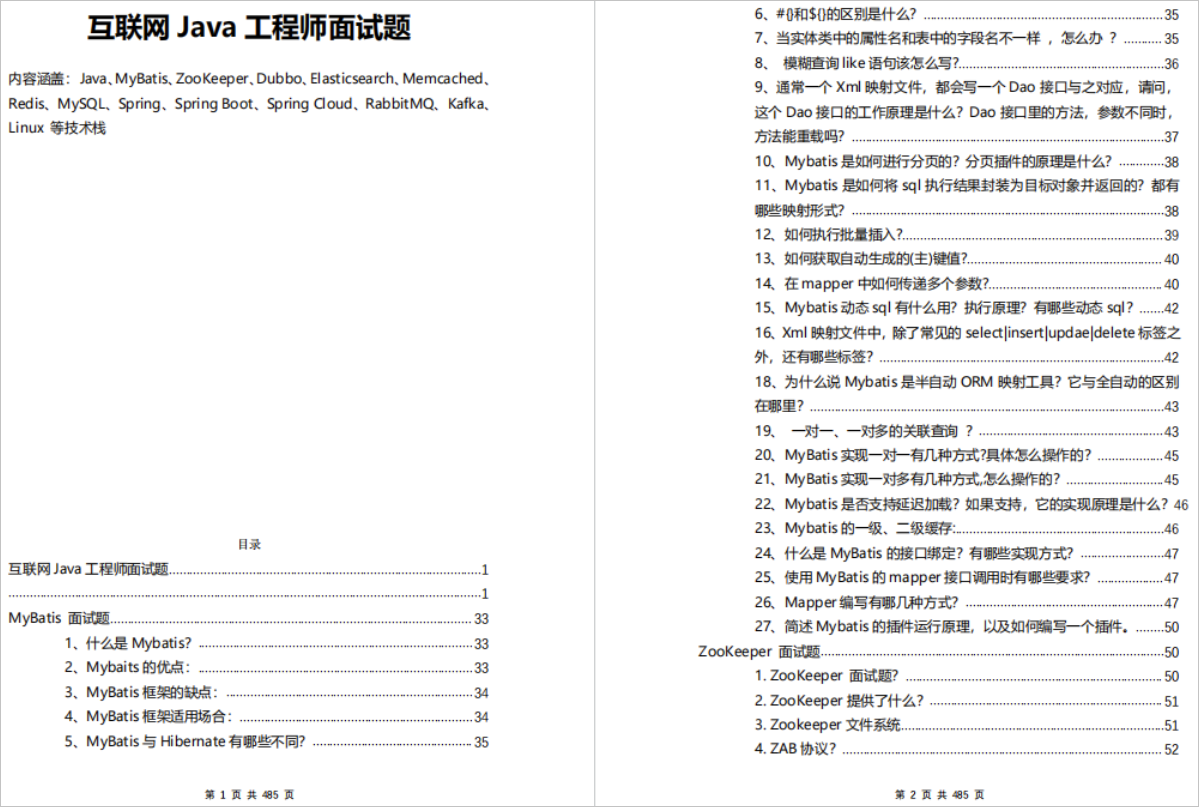 互联网 Java 工程师面试题
内容涵盖：Java、MyBatis、ZooKeeper、Dubbo、Elasticsearch、Memcached、
Redis、MySQL、Spring、Spring Boot、Spring Cloud、RabbitMQ、Kafka、
Linux 等技术栈
目录
互联网 Java 工程师面试题........1
........1
MyBatis 面试题........33
1、什么是 Mybatis？........33
2、Mybaits 的优点：........33
3、MyBatis 框架的缺点：........34
4、MyBatis 框架适用场合：........34
5、MyBatis 与 Hibernate 有哪些不同？........35
第 1 页 共 485 页
6、#{}和${}的区别是什么？........35
7、当实体类中的属性名和表中的字段名不一样 ，怎么办 ？........35
8、 模糊查询 like 语句该怎么写?........36
9、通常一个 Xml 映射文件，都会写一个 Dao 接口与之对应，请问，
这个 Dao 接口的工作原理是什么？Dao 接口里的方法，参数不同时，
方法能重载吗？........37
10、Mybatis 是如何进行分页的？分页插件的原理是什么？........38
11、Mybatis 是如何将 sql 执行结果封装为目标对象并返回的？都有
哪些映射形式？........38
12、如何执行批量插入?........39
13、如何获取自动生成的(主)键值?........40
14、在 mapper 中如何传递多个参数?........40
15、Mybatis 动态 sql 有什么用？执行原理？有哪些动态 sql？........42
16、Xml 映射文件中，除了常见的 select|insert|updae|delete 标签之
外，还有哪些标签？........42
18、为什么说 Mybatis 是半自动 ORM 映射工具？它与全自动的区别
在哪里？........43
19、 一对一、一对多的关联查询 ？........43
20、MyBatis 实现一对一有几种方式?具体怎么操作的？........45
21、MyBatis 实现一对多有几种方式,怎么操作的？........45
22、Mybatis 是否支持延迟加载？如果支持，它的实现原理是什么？46
23、Mybatis 的一级、二级缓存:........46
24、什么是 MyBatis 的接口绑定？有哪些实现方式？........47
25、使用 MyBatis 的 mapper 接口调用时有哪些要求？........47
26、Mapper 编写有哪几种方式？........47
27、简述 Mybatis 的插件运行原理，以及如何编写一个插件。........50
ZooKeeper 面试题........50
1. ZooKeeper 面试题？........50
2. ZooKeeper 提供了什么？........51
3. Zookeeper 文件系统........51
4. ZAB 协议？........52
第 2 页 共 485 页